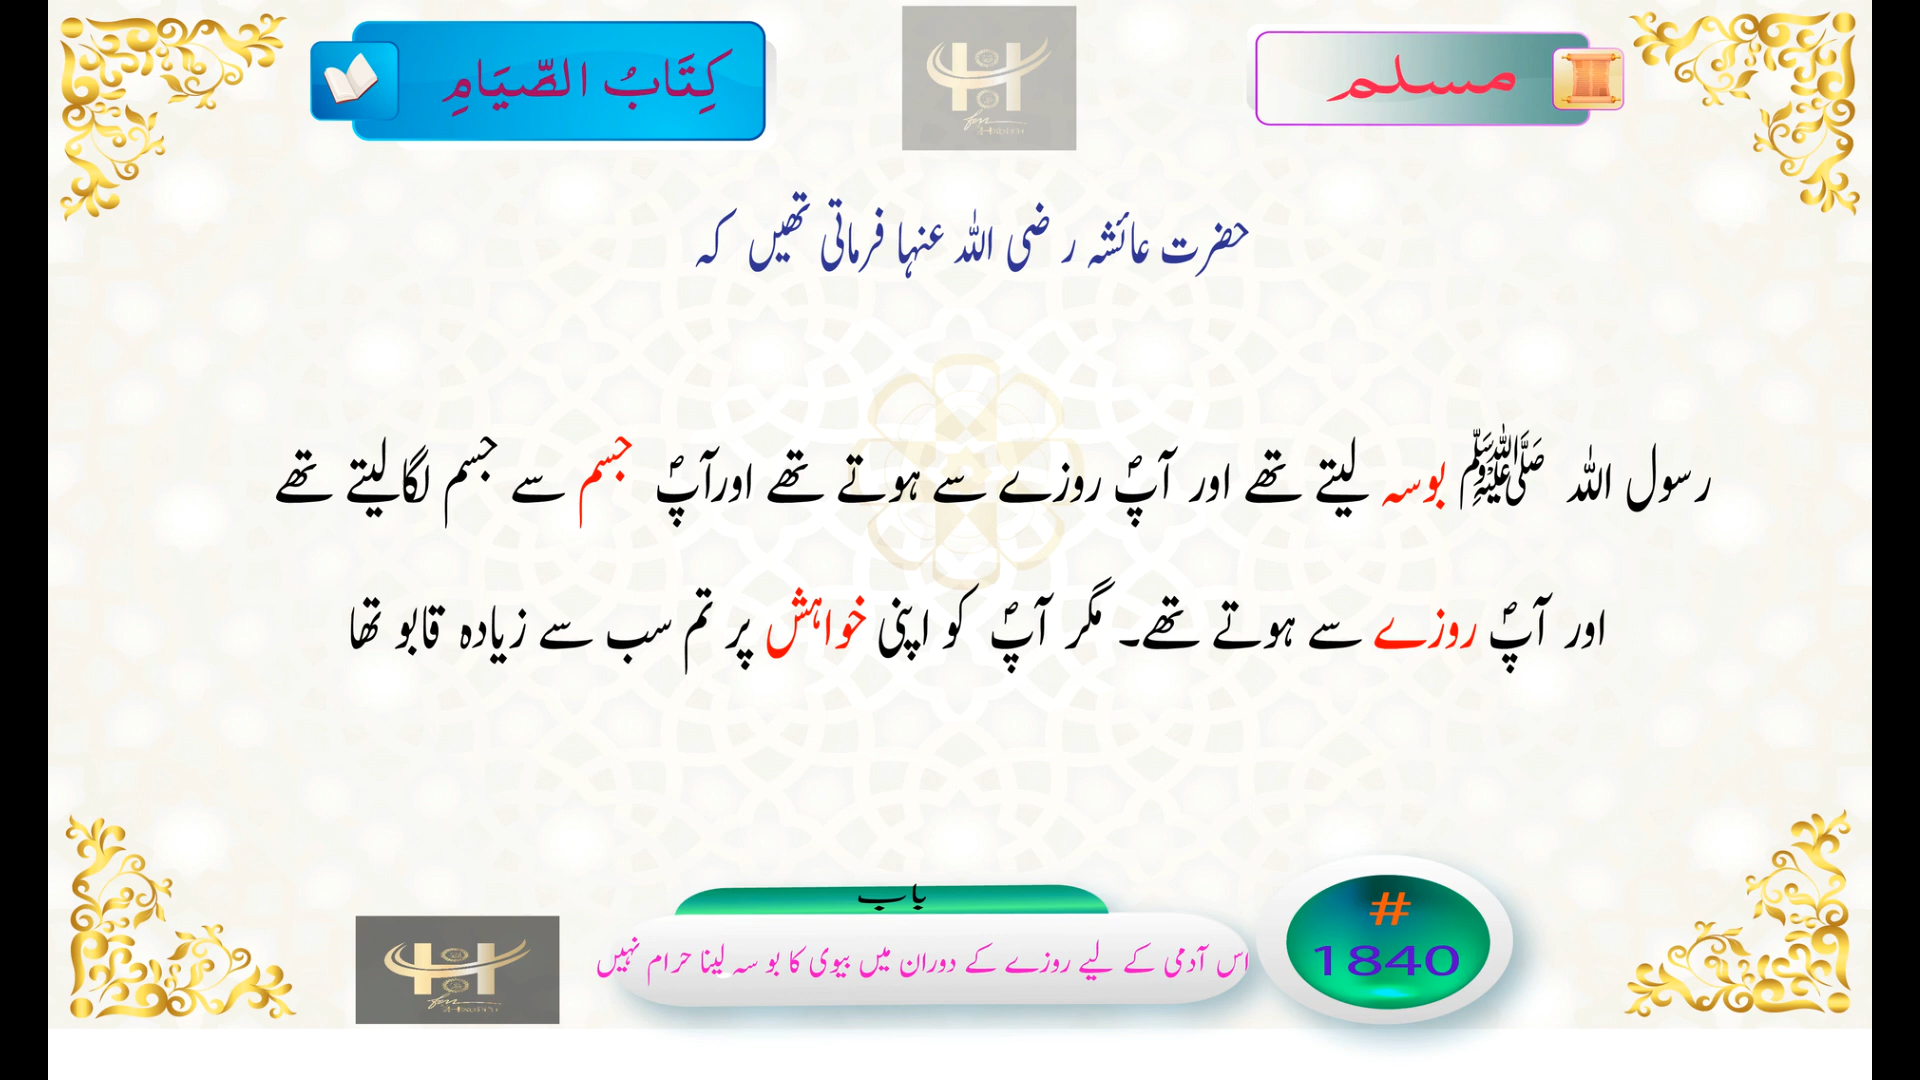 مسلم
كِتَابُ الصِّيَامِ
حضرت عائشہ رضی اللہ عنہا فرماتی تھیں کہ
رسول اللہ ﷺ بوسہ لیتے تھے اور آپؐ روزے سے ہوتے تھے اورآپؐ جسم سے جسم لگالیتے تھے
اور آپؐ روزے سے ہوتے تھے۔ مگر آپؐ کو اپنی خواہش پر تم سب سے زیادہ قابو تھا
باب
اس آدمی کے لیے روزے کے دوران میں بیوی کا بوسہ لینا حرام نہیں
#
1840